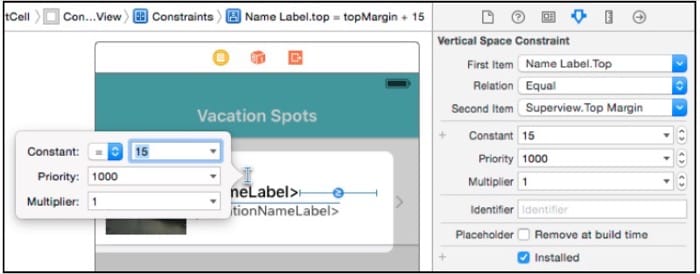 tCell Con...View Constraints Name Label.top = topMargin + 15
Vacation Spots
Constant: = 15
Priority: 1000
Multiplier: 1
meLabel>
tionNameLabel>
Vertical Space Constraint
First Item Name Label.Top
Relation Equal
Second Item Superview.Top Margin
+ Constant 15
Priority 1000
Multiplier 1
Identifier Identifier
Placeholder Remove at build time
+ Installed